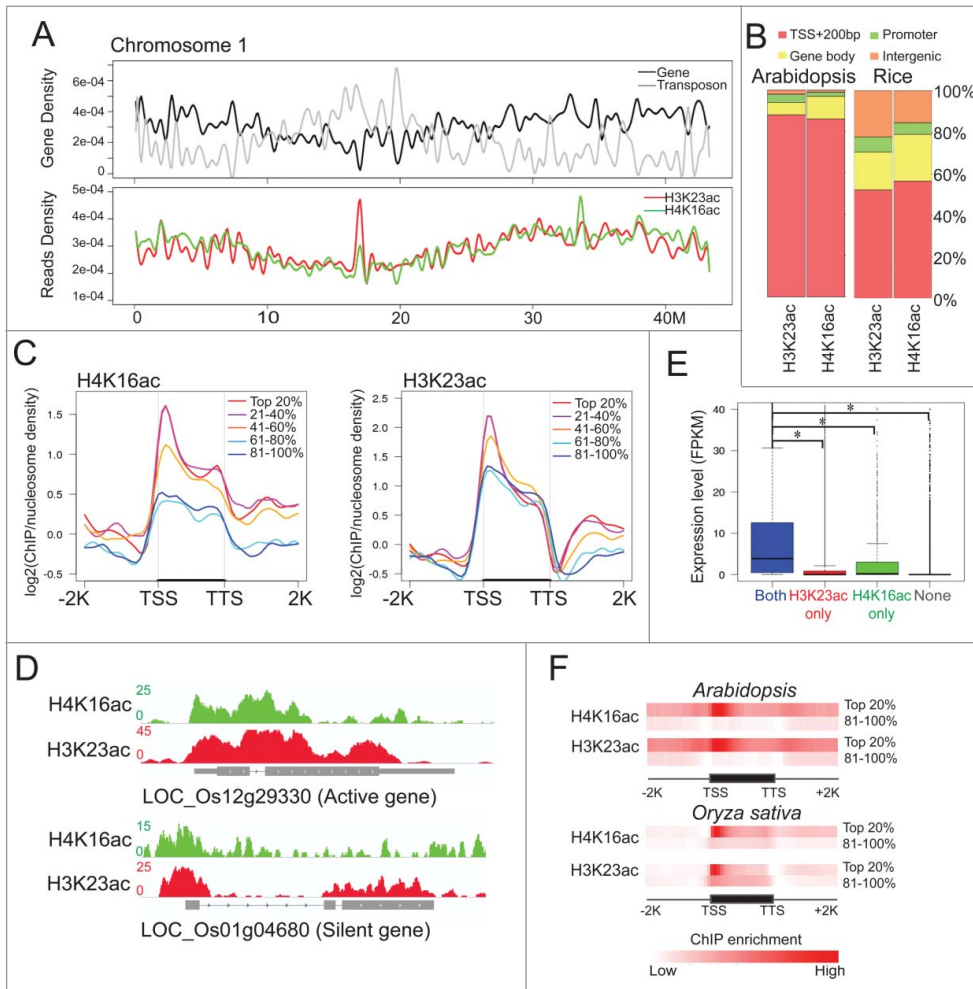 A
Chromosome 1
Gene Density
6e-04
4e-04
2e-04
0
Gene
Transposon
Reads Density
5e-04
4e-04
3e-04
2e-04
1e-04
H3K23ac
H4K16ac
0 10 20 30 40M
B
TSS+200bp Promoter
Gene body Intergenic
Arabidopsis Rice
100%
80%
60%
40%
20%
0%
H3K23ac
H4K16ac
H3K23ac
H4K16ac
C
H4K16ac
log2(ChIP/nucleosome density)
1.5
1.0
0.5
0.0
-0.5
Top 20%
21-40%
41-60%
61-80%
81-100%
-2K TSS TTS 2K
H3K23ac
log2(ChIP/nucleosome density)
2.5
2.0
1.5
1.0
0.5
0.0
-0.5
Top 20%
21-40%
41-60%
61-80%
81-100%
-2K TSS TTS 2K
E
Expression level (FPKM)
40
30
20
10
0
*
*
*
Both H3K23ac H4K16ac None
only only
D
H4K16ac
25
0
H3K23ac
45
0
LOC_Os12g29330 (Active gene)
H4K16ac
15
0
H3K23ac
25
0
LOC_Os01g04680 (Silent gene)
F
Arabidopsis
H4K16ac
Top 20%
81-100%
H3K23ac
Top 20%
81-100%
-2K TSS TTS +2K
Oryza sativa
H4K16ac
Top 20%
81-100%
H3K23ac
Top 20%
81-100%
-2K TSS TTS +2K
ChIP enrichment
Low High